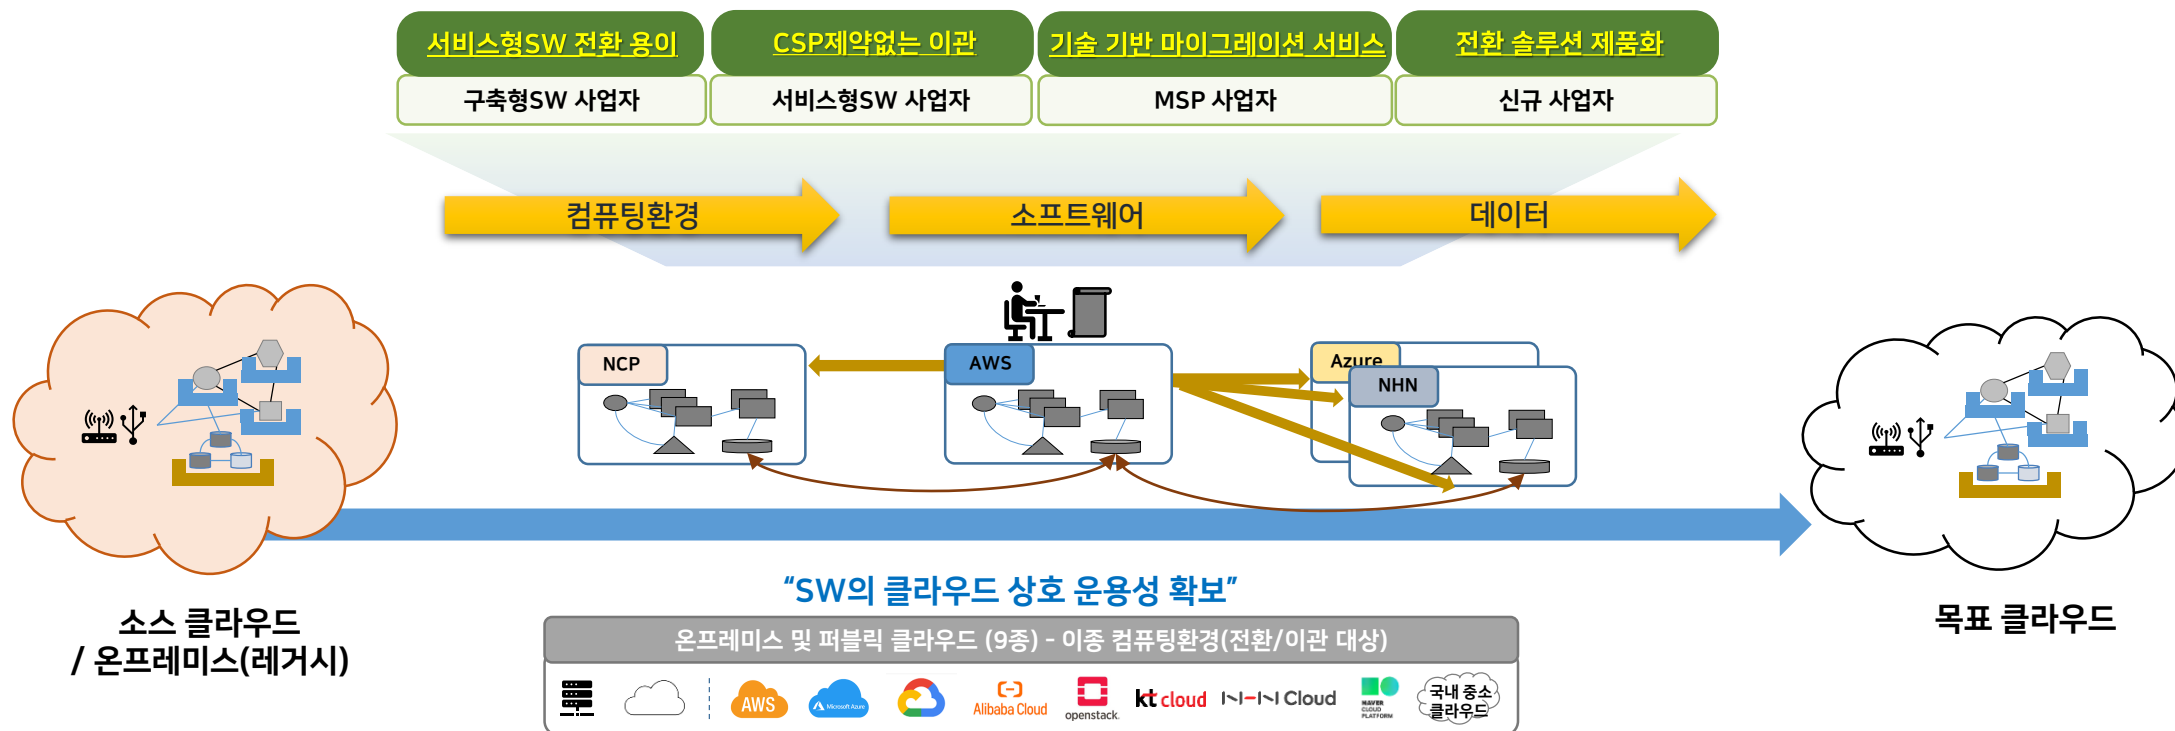 서비스형SW 전환 용이
CSP제약없는 이관
기술 기반 마이그레이션 서비스
전환 솔루션 제품화
구축형SW 사업자
서비스형SW 사업자
MSP 사업자
신규 사업자
컴퓨팅환경
소프트웨어
데이터
NCP
AWS
Azure
NHN
“SW의 클라우드 상호 운용성 확보”
소스 클라우드
/ 온프레미스(레거시)
목표 클라우드
온프레미스 및 퍼블릭 클라우드 (9종) - 이종 컴퓨팅환경(전환/이관 대상)
AWS
Microsoft Azure
Alibaba Cloud
openstack.
kt cloud
NHN Cloud
NAVER
CLOUD
PLATFORM
국내 중소
클라우드